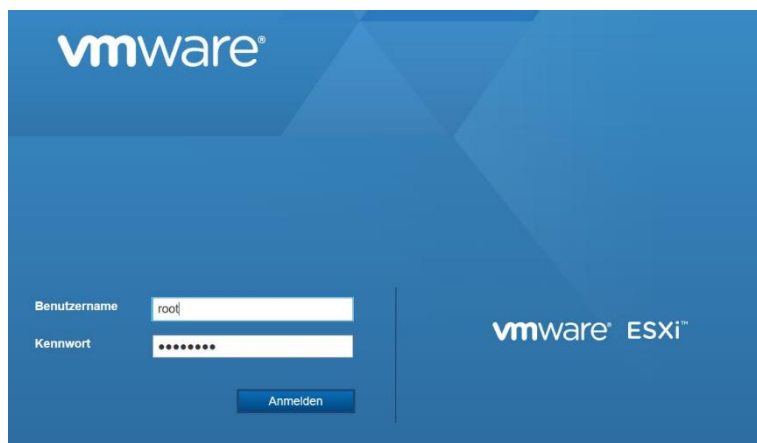 vmware®
Benutzername
root
Kennwort
••••••••
vmware® ESXi™
Anmelden